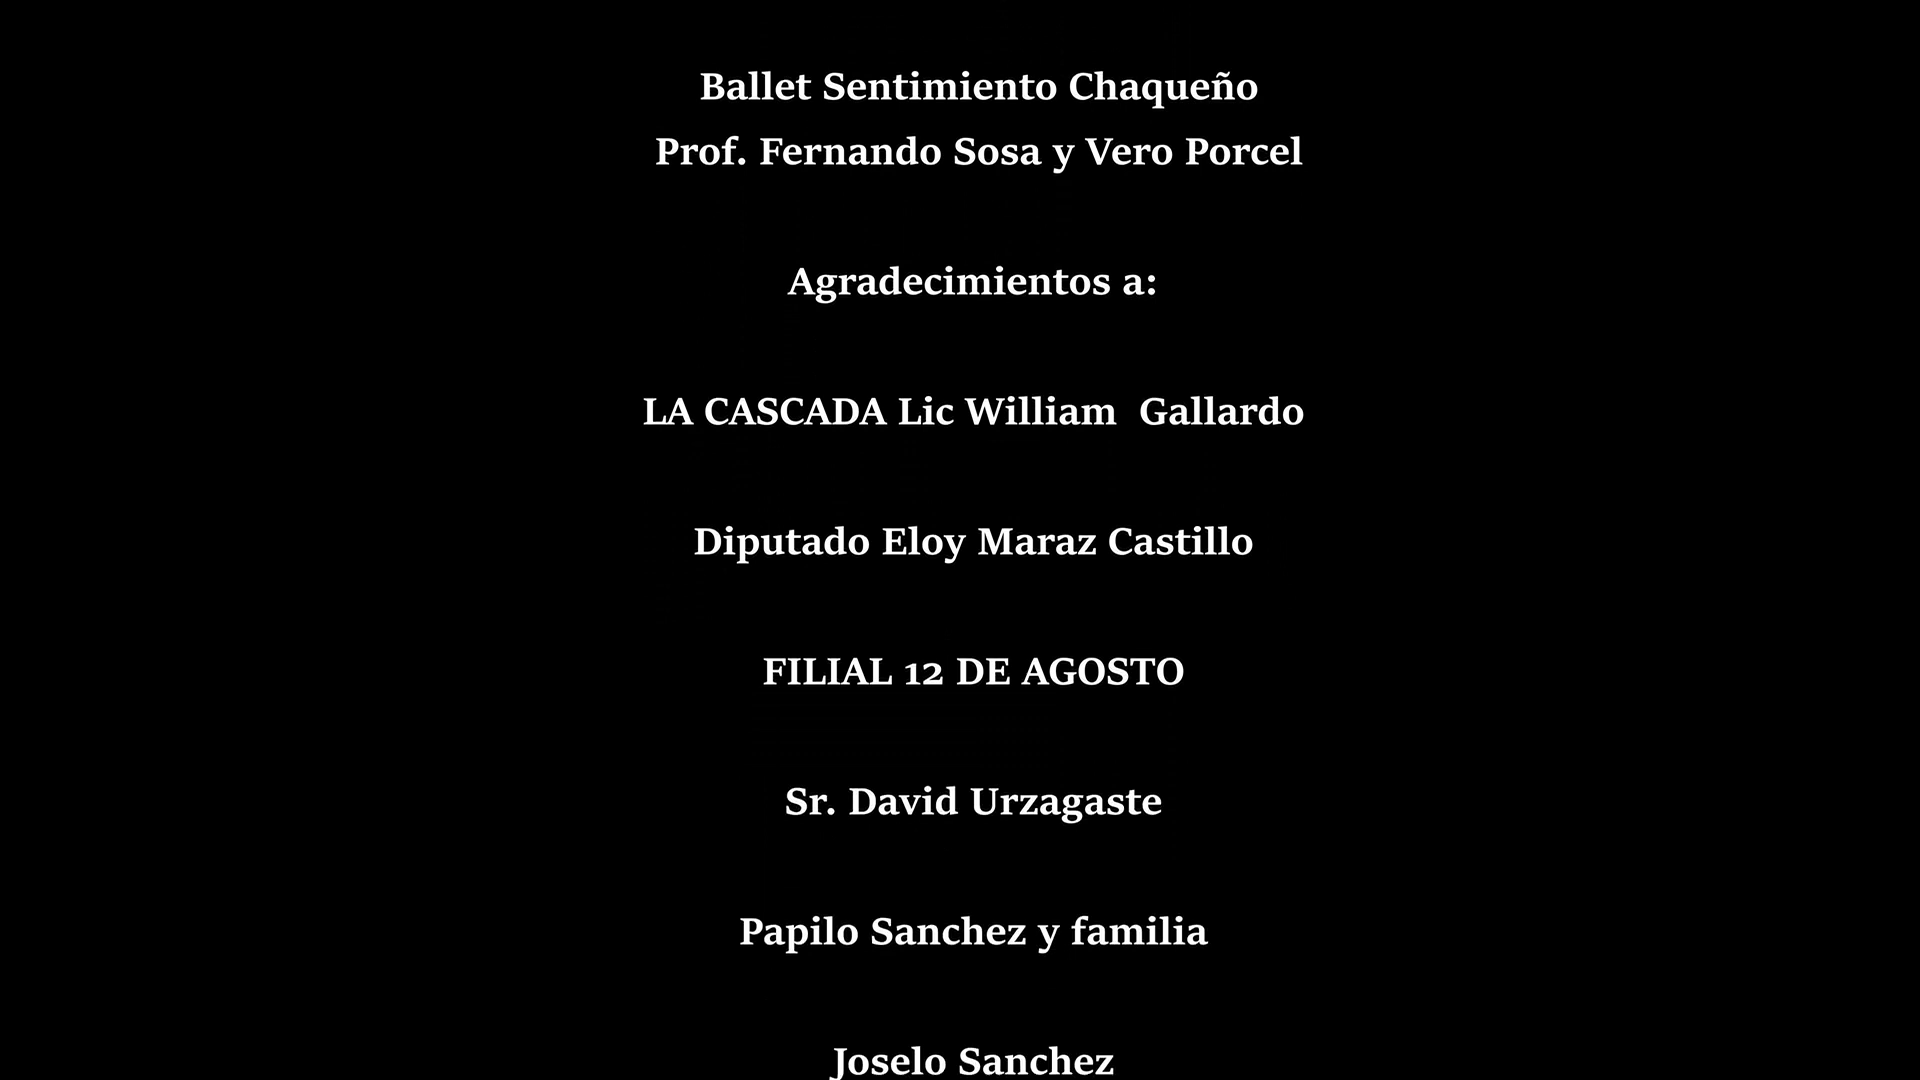 Ballet Sentimiento Chaqueño
Prof. Fernando Sosa y Vero Porcel
Agradecimientos a:
LA CASCADA Lic William  Gallardo
Diputado Eloy Maraz Castillo
FILIAL 12 DE AGOSTO
Sr. David Urzagaste
Papilo Sanchez y familia
Joselo Sanchez